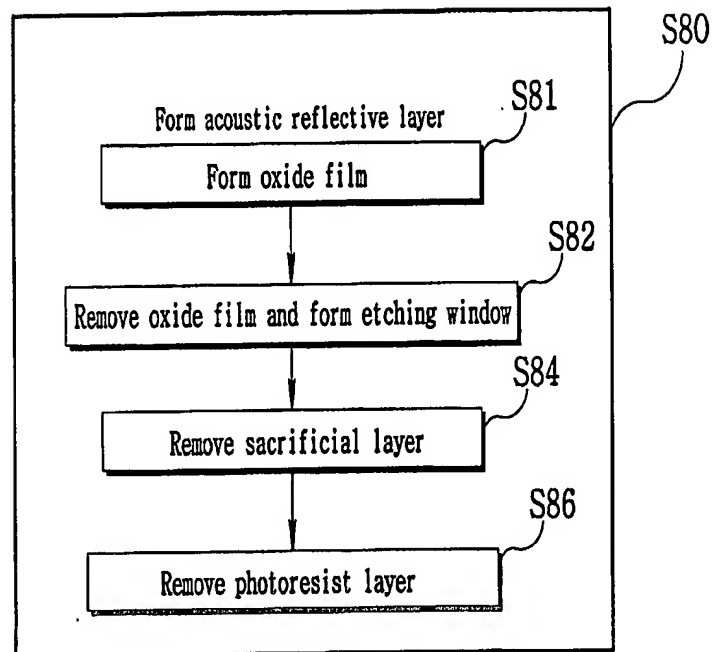 S80
Form acoustic reflective layer
S81
Form oxide film
S82
Remove oxide film and form etching window
S84
Remove sacrificial layer
S86
Remove photoresist layer